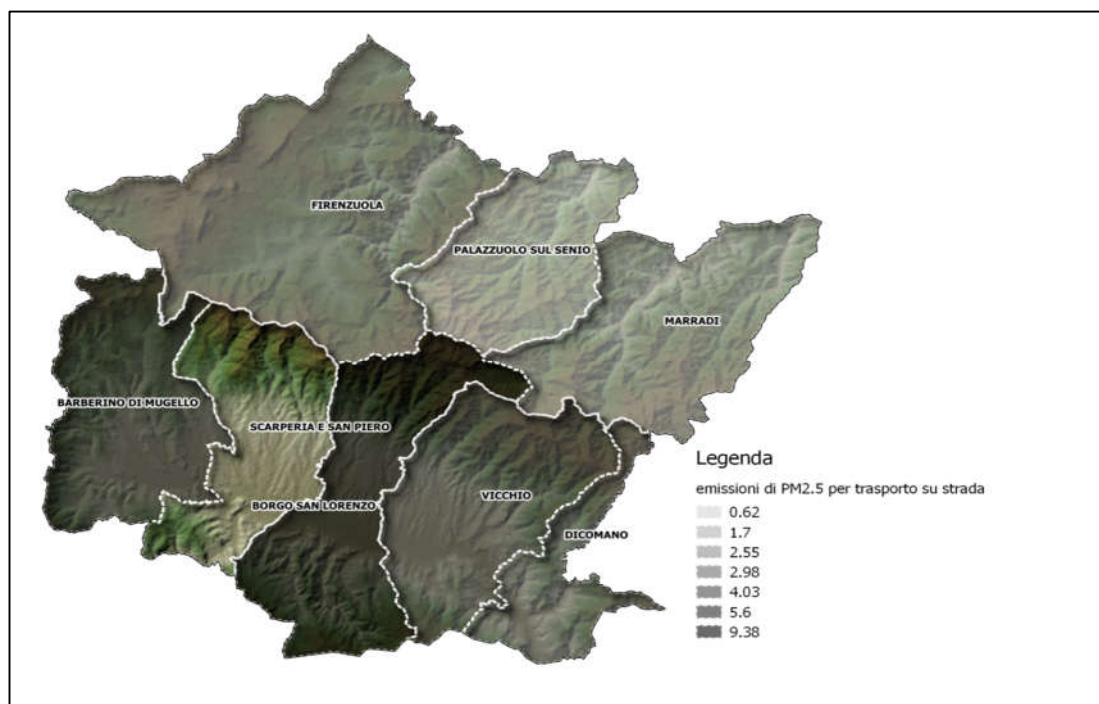 FIRENZUOLA
PALAZZUOLO SUL SENIO
MARRADI
BARBERINO DI MUGELLO
SCARPERIA E SAN PIERO
VICCHIO
BORGO SAN LORENZO
DICOMANO
Legenda
emissioni di PM2.5 per trasporto su strada
0.62
1.7
2.55
2.98
4.03
5.6
9.38